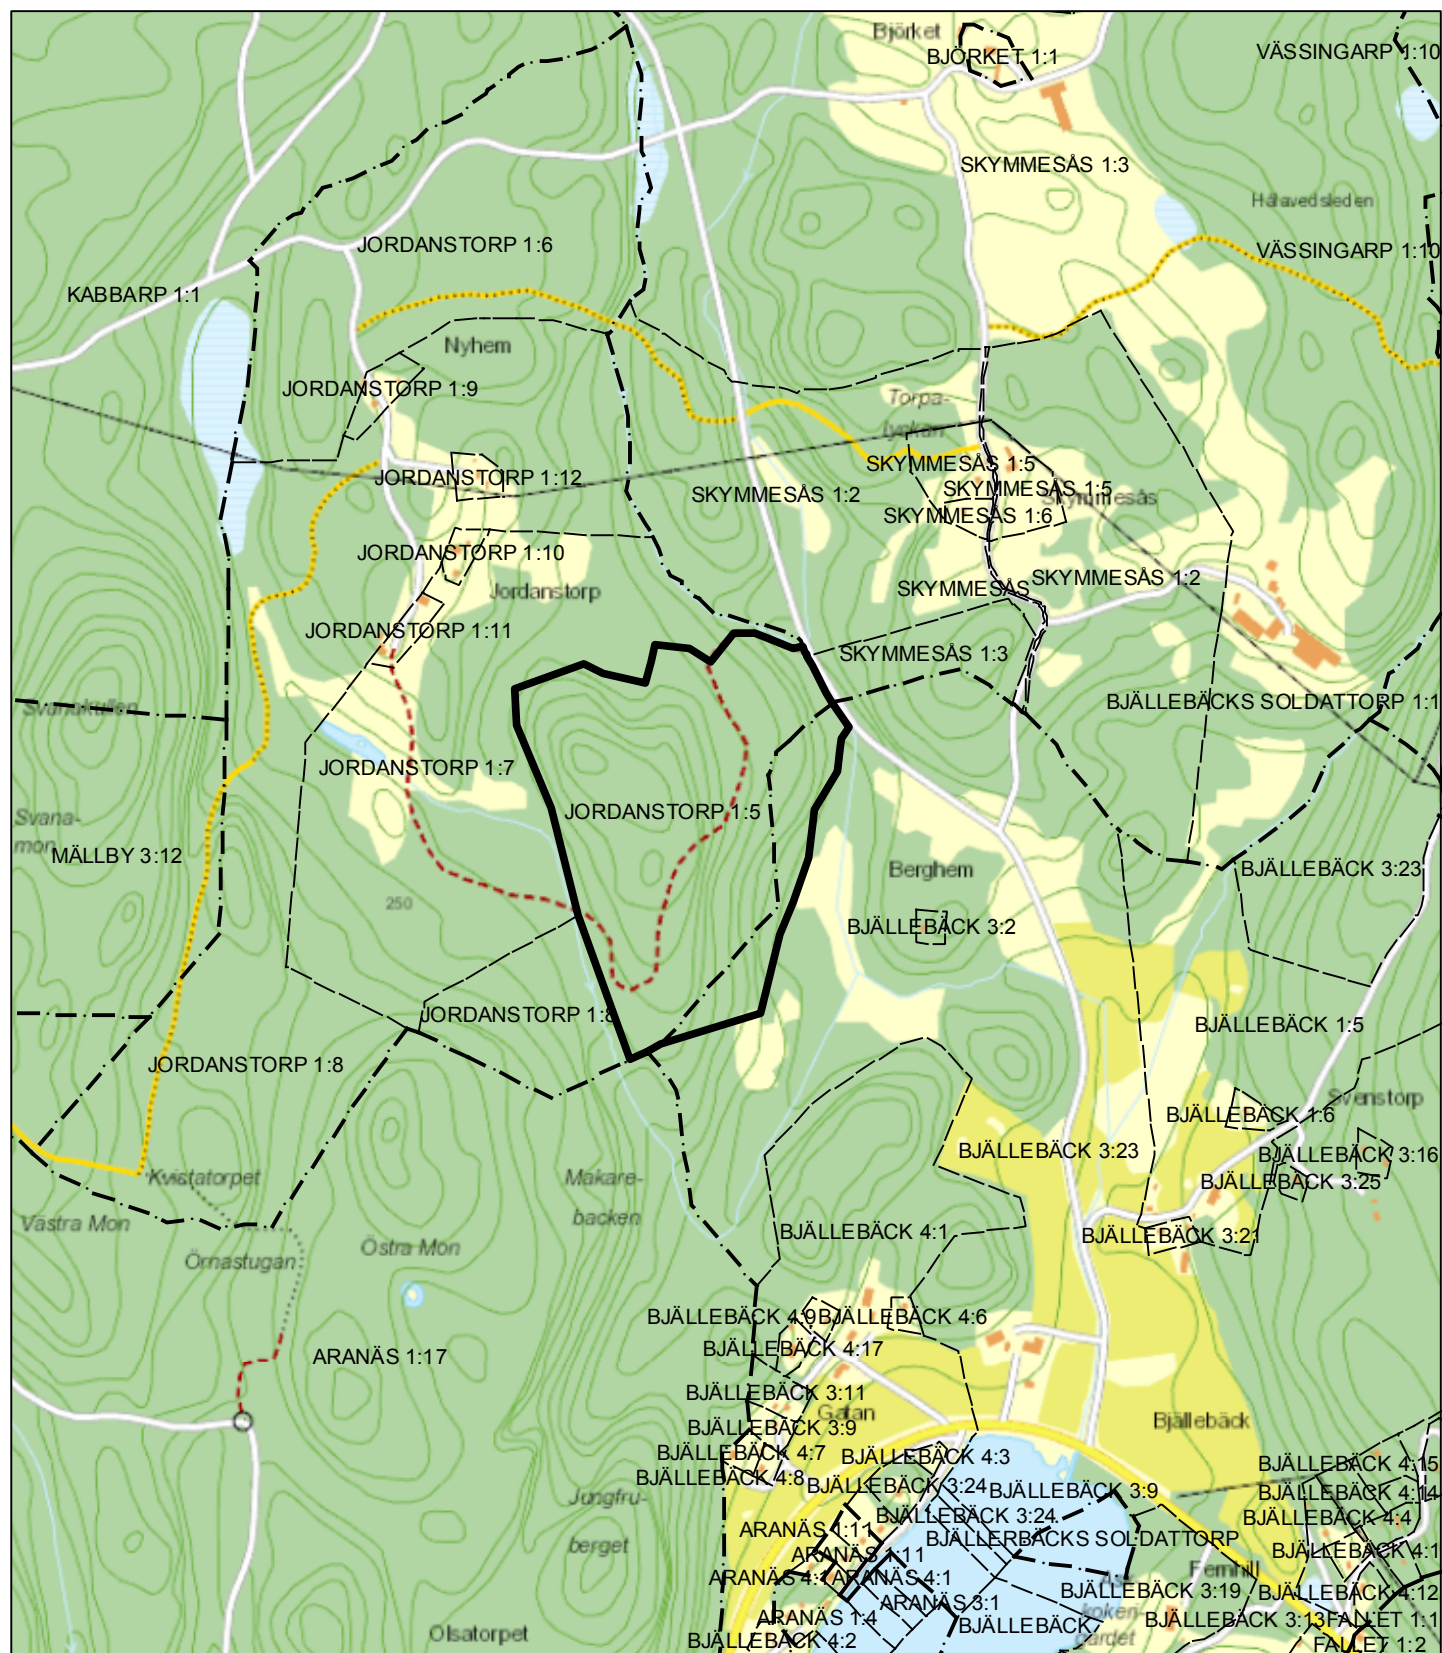 Björket
BJÖRKET 1:1
VÄSSINGARP 1:10
SKYMMESÅS 1:3
Hålavedsleden
JORDANSTORP 1:6
VÄSSINGARP 1:10
KABBARP 1:1
Nyhem
JORDANSTORP 1:9
Torpa-
lyckan
SKYMMESÅS 1:5
JORDANSTORP 1:12
SKYMMESÅS 1:5
SKYMMESÅS 1:2
Skymmesås
SKYMMESÅS 1:6
JORDANSTORP 1:10
SKYMMESÅS 1:2
SKYMMESÅS
Jordanstorp
JORDANSTORP 1:11
SKYMMESÅS 1:3
BJÄLLEBÄCKS SOLDATTORP 1:1
Svanakullen
JORDANSTORP 1:7
JORDANSTORP 1:5
Svana-
mon
MÄLLBY 3:12
Berghem
BJÄLLEBÄCK 3:23
250
BJÄLLEBÄCK 3:2
JORDANSTORP 1:8
BJÄLLEBÄCK 1:5
JORDANSTORP 1:8
Svenstorp
BJÄLLEBÄCK 1:6
BJÄLLEBÄCK 3:23
BJÄLLEBÄCK 3:16
Kvistatorpet
Makare-
backen
BJÄLLEBÄCK 3:25
Västra Mon
BJÄLLEBÄCK 4:1
BJÄLLEBÄCK 3:21
Östra Mon
Örnastugan
BJÄLLEBÄCK 4:9
BJÄLLEBÄCK 4:6
BJÄLLEBÄCK 4:17
ARANÄS 1:17
BJÄLLEBÄCK 3:11
Gatan
Bjällebäck
BJÄLLEBÄCK 3:9
BJÄLLEBÄCK 4:7
BJÄLLEBÄCK 4:3
BJÄLLEBÄCK 4:15
BJÄLLEBÄCK 4:8
BJÄLLEBÄCK 3:24
BJÄLLEBÄCK 3:9
BJÄLLEBÄCK 4:14
Jungfru-
berget
BJÄLLEBÄCK 3:24
BJÄLLEBÄCK 4:4
ARANÄS 1:11
BJÄLLERBÄCKS SOLDATTORP
ARANÄS 1:11
BJÄLLEBÄCK 4:1
Fernhill
ARANÄS 4:1
ARANÄS 4:1
BJÄLLEBÄCK 3:19
BJÄLLEBÄCK 4:12
ARANÄS 3:1
ARANÄS 1:4
BJÄLLEBÄCK
BJÄLLEBÄCK 3:13
FALLET 1:1
Olsatorpet
BJÄLLEBÄCK 4:2
FALLET 1:2